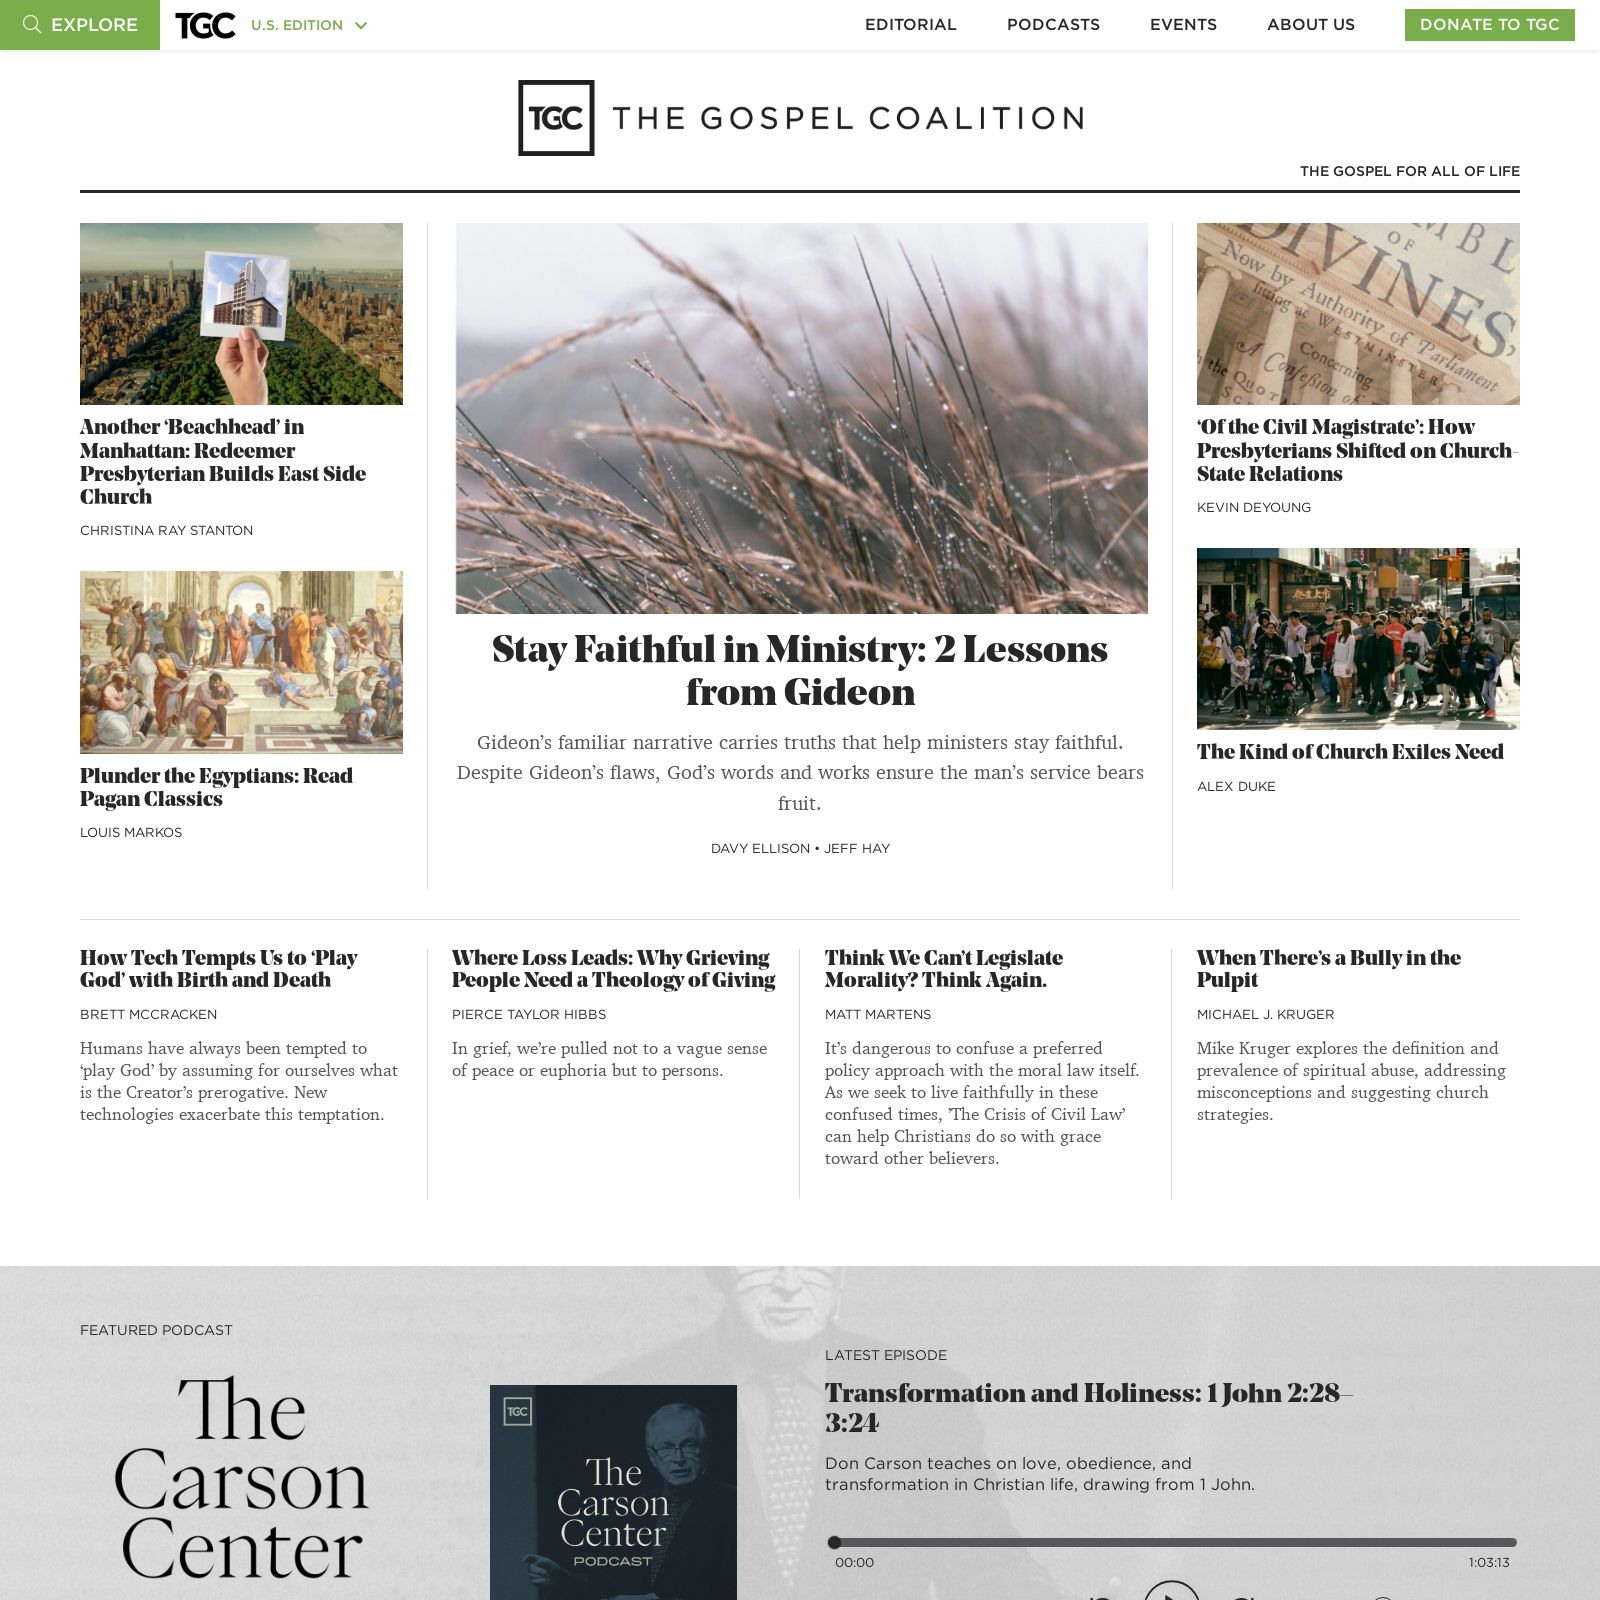 EXPLORE
TGC
U.S. EDITION
EDITORIAL
PODCASTS
EVENTS
ABOUT US
DONATE TO TGC
TGC THE GOSPEL COALITION
THE GOSPEL FOR ALL OF LIFE
Another ‘Beachhead’ in
Manhattan: Redeemer
Presbyterian Builds East Side
Church
CHRISTINA RAY STANTON
Plunder the Egyptians: Read
Pagan Classics
LOUIS MARKOS
Stay Faithful in Ministry: 2 Lessons
from Gideon
Gideon’s familiar narrative carries truths that help ministers stay faithful.
Despite Gideon’s flaws, God’s words and works ensure the man’s service bears
fruit.
DAVY ELLISON • JEFF HAY
OF
DIVINES,
Now by Authority of Parliament
WESTMINSTER,
Concerning
A Confession of
‘Of the Civil Magistrate’: How
Presbyterians Shifted on Church-
State Relations
KEVIN DEYOUNG
The Kind of Church Exiles Need
ALEX DUKE
How Tech Tempts Us to ‘Play
God’ with Birth and Death
BRETT MCCRACKEN
Humans have always been tempted to
‘play God’ by assuming for ourselves what
is the Creator’s prerogative. New
technologies exacerbate this temptation.
Where Loss Leads: Why Grieving
People Need a Theology of Giving
PIERCE TAYLOR HIBBS
In grief, we’re pulled not to a vague sense
of peace or euphoria but to persons.
Think We Can’t Legislate
Morality? Think Again.
MATT MARTENS
It’s dangerous to confuse a preferred
policy approach with the moral law itself.
As we seek to live faithfully in these
confused times, ’The Crisis of Civil Law’
can help Christians do so with grace
toward other believers.
When There’s a Bully in the
Pulpit
MICHAEL J. KRUGER
Mike Kruger explores the definition and
prevalence of spiritual abuse, addressing
misconceptions and suggesting church
strategies.
FEATURED PODCAST
The
Carson
Center
TGC
The
Carson
Center
PODCAST
LATEST EPISODE
Transformation and Holiness: 1 John 2:28–
3:24
Don Carson teaches on love, obedience, and
transformation in Christian life, drawing from 1 John.
00:00
1:03:13